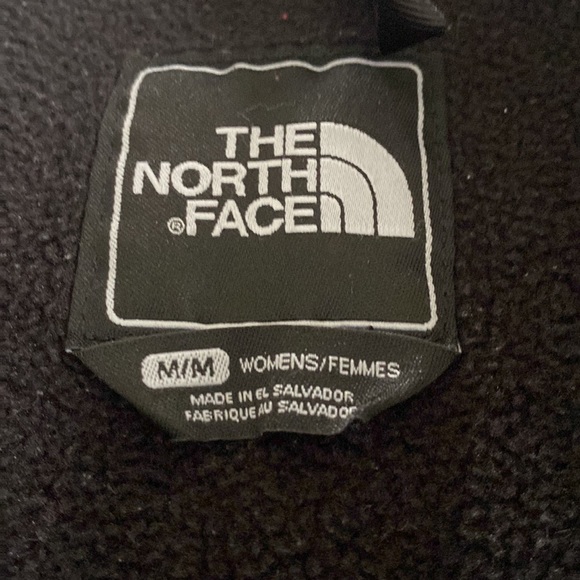 THE
NORTH
®FACE
M/M WOMENS/FEMMES
MADE IN EL SALVADOR
FABRIQUE AU SALVADOR